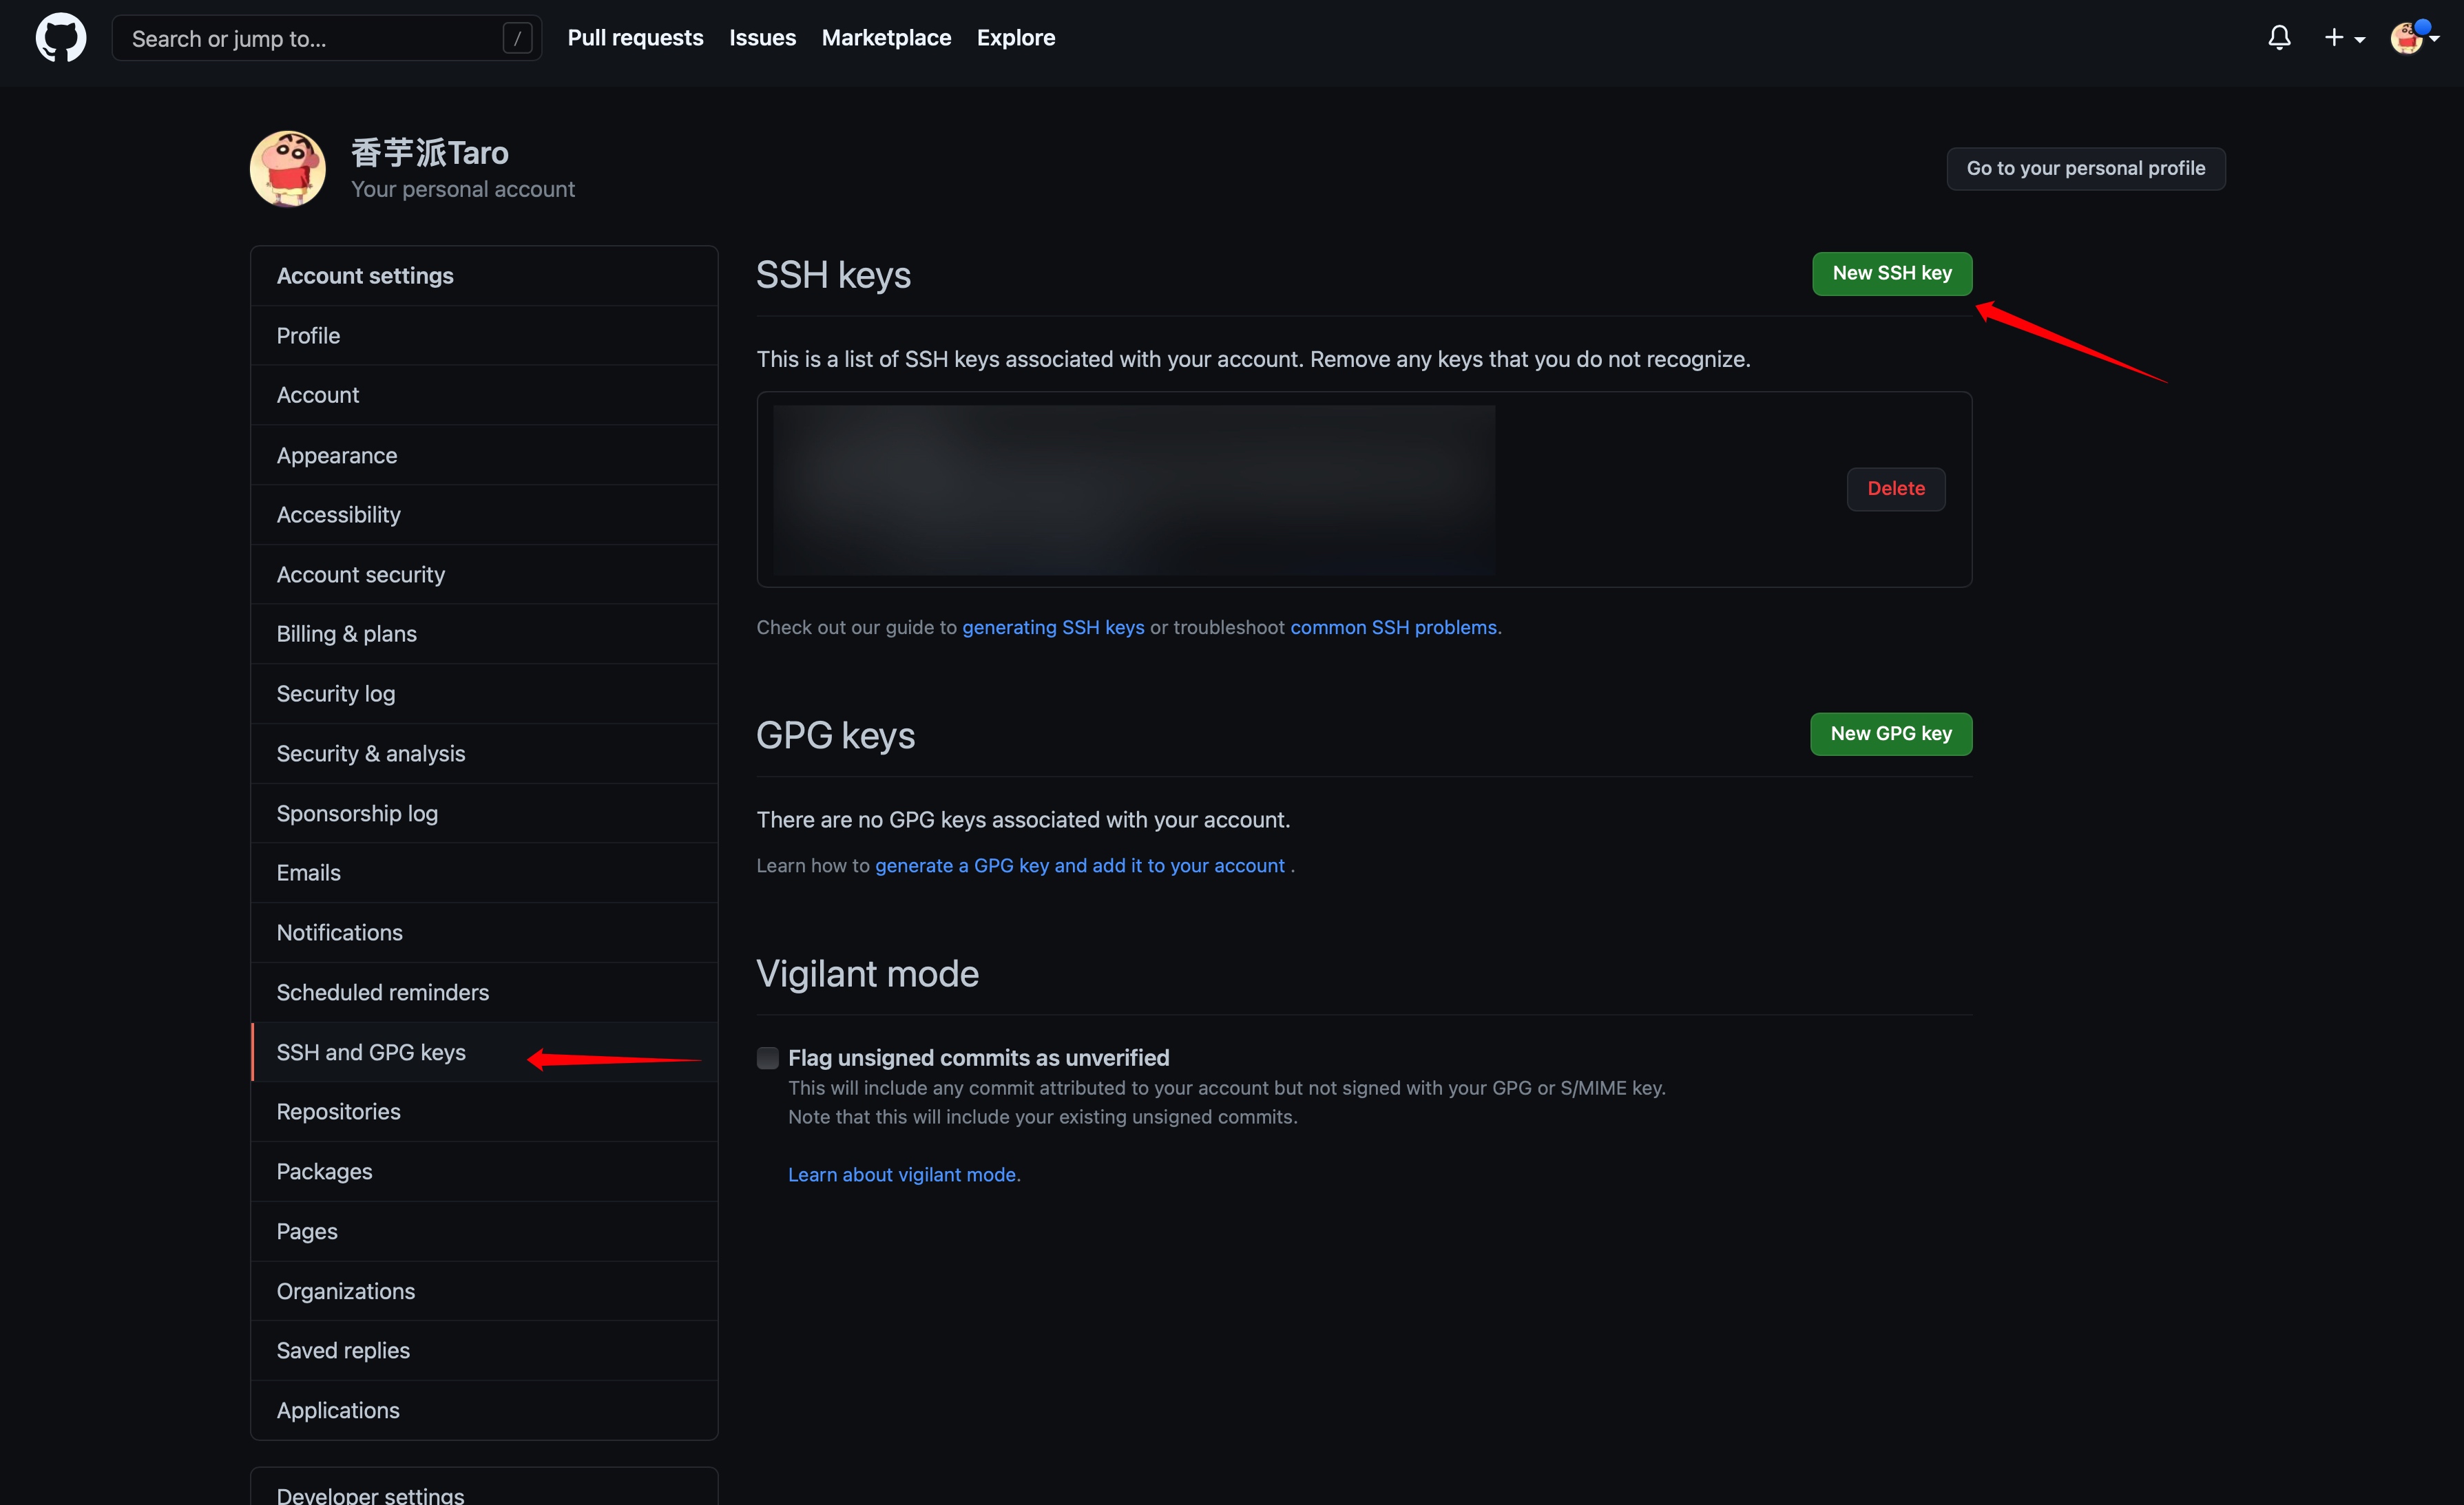 Search or jump to...
/
Pull requests
Issues
Marketplace
Explore
香芋派Taro
Your personal account
Go to your personal profile
Account settings
Profile
Account
Appearance
Accessibility
Account security
Billing & plans
Security log
Security & analysis
Sponsorship log
Emails
Notifications
Scheduled reminders
SSH and GPG keys
Repositories
Packages
Pages
Organizations
Saved replies
Applications
Developer settings
SSH keys
New SSH key
This is a list of SSH keys associated with your account. Remove any keys that you do not recognize.
Delete
Check out our guide to generating SSH keys or troubleshoot common SSH problems.
GPG keys
New GPG key
There are no GPG keys associated with your account.
Learn how to generate a GPG key and add it to your account .
Vigilant mode
Flag unsigned commits as unverified
This will include any commit attributed to your account but not signed with your GPG or S/MIME key.
Note that this will include your existing unsigned commits.
Learn about vigilant mode.